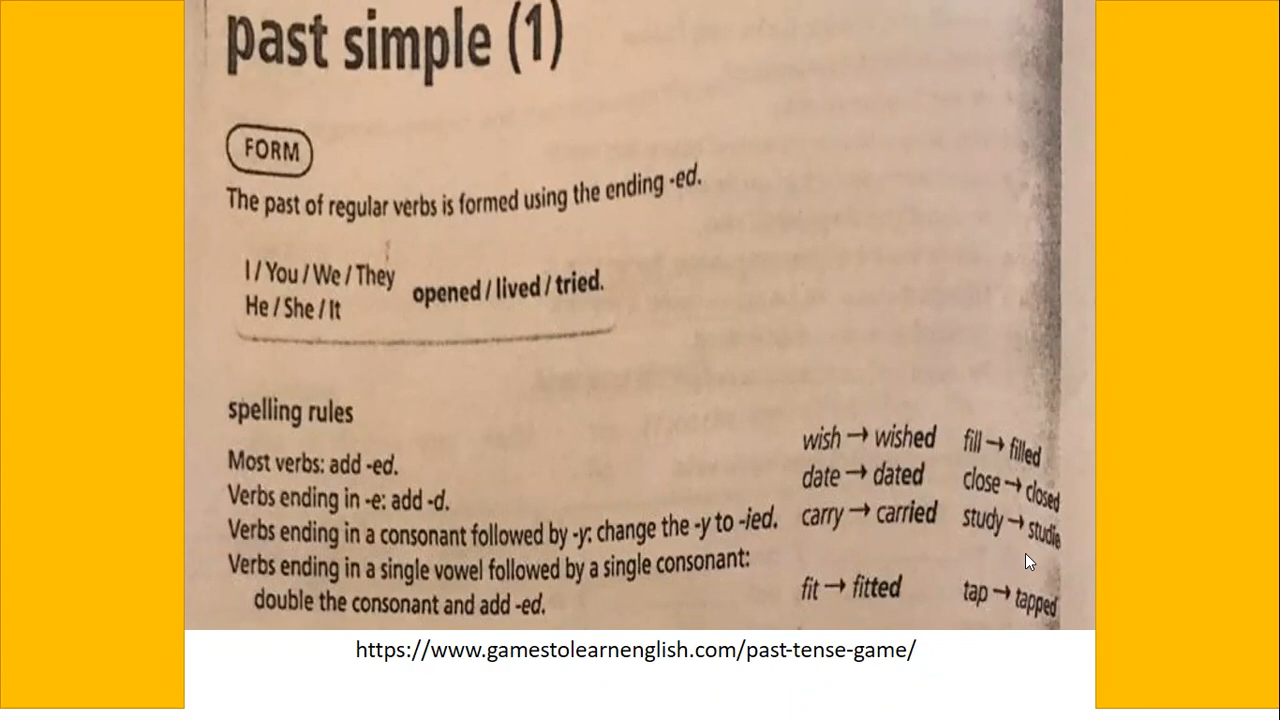 past simple (1)
FORM
The past of regular verbs is formed using the ending -ed.
I / You / We / They
He / She / It
opened / lived / tried.
spelling rules
Most verbs: add -ed. wish → wished fill → filled
Verbs ending in -e: add -d. date → dated close → closed
Verbs ending in a consonant followed by -y: change the -y to -ied. carry → carried study → studie
Verbs ending in a single vowel followed by a single consonant:
double the consonant and add -ed. fit → fitted tap → tapped
https://www.gamestolearnenglish.com/past-tense-game/